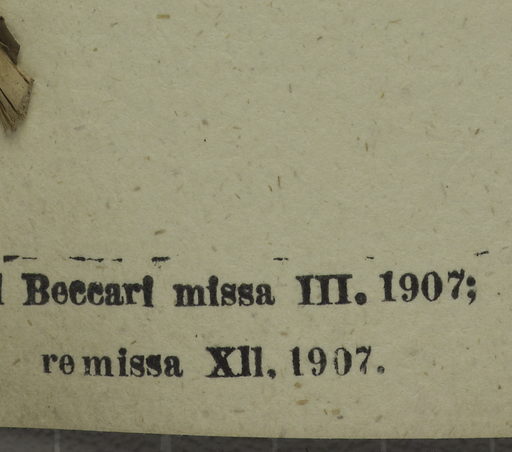 Beccari missa III. 1907;
remissa XII. 1907.